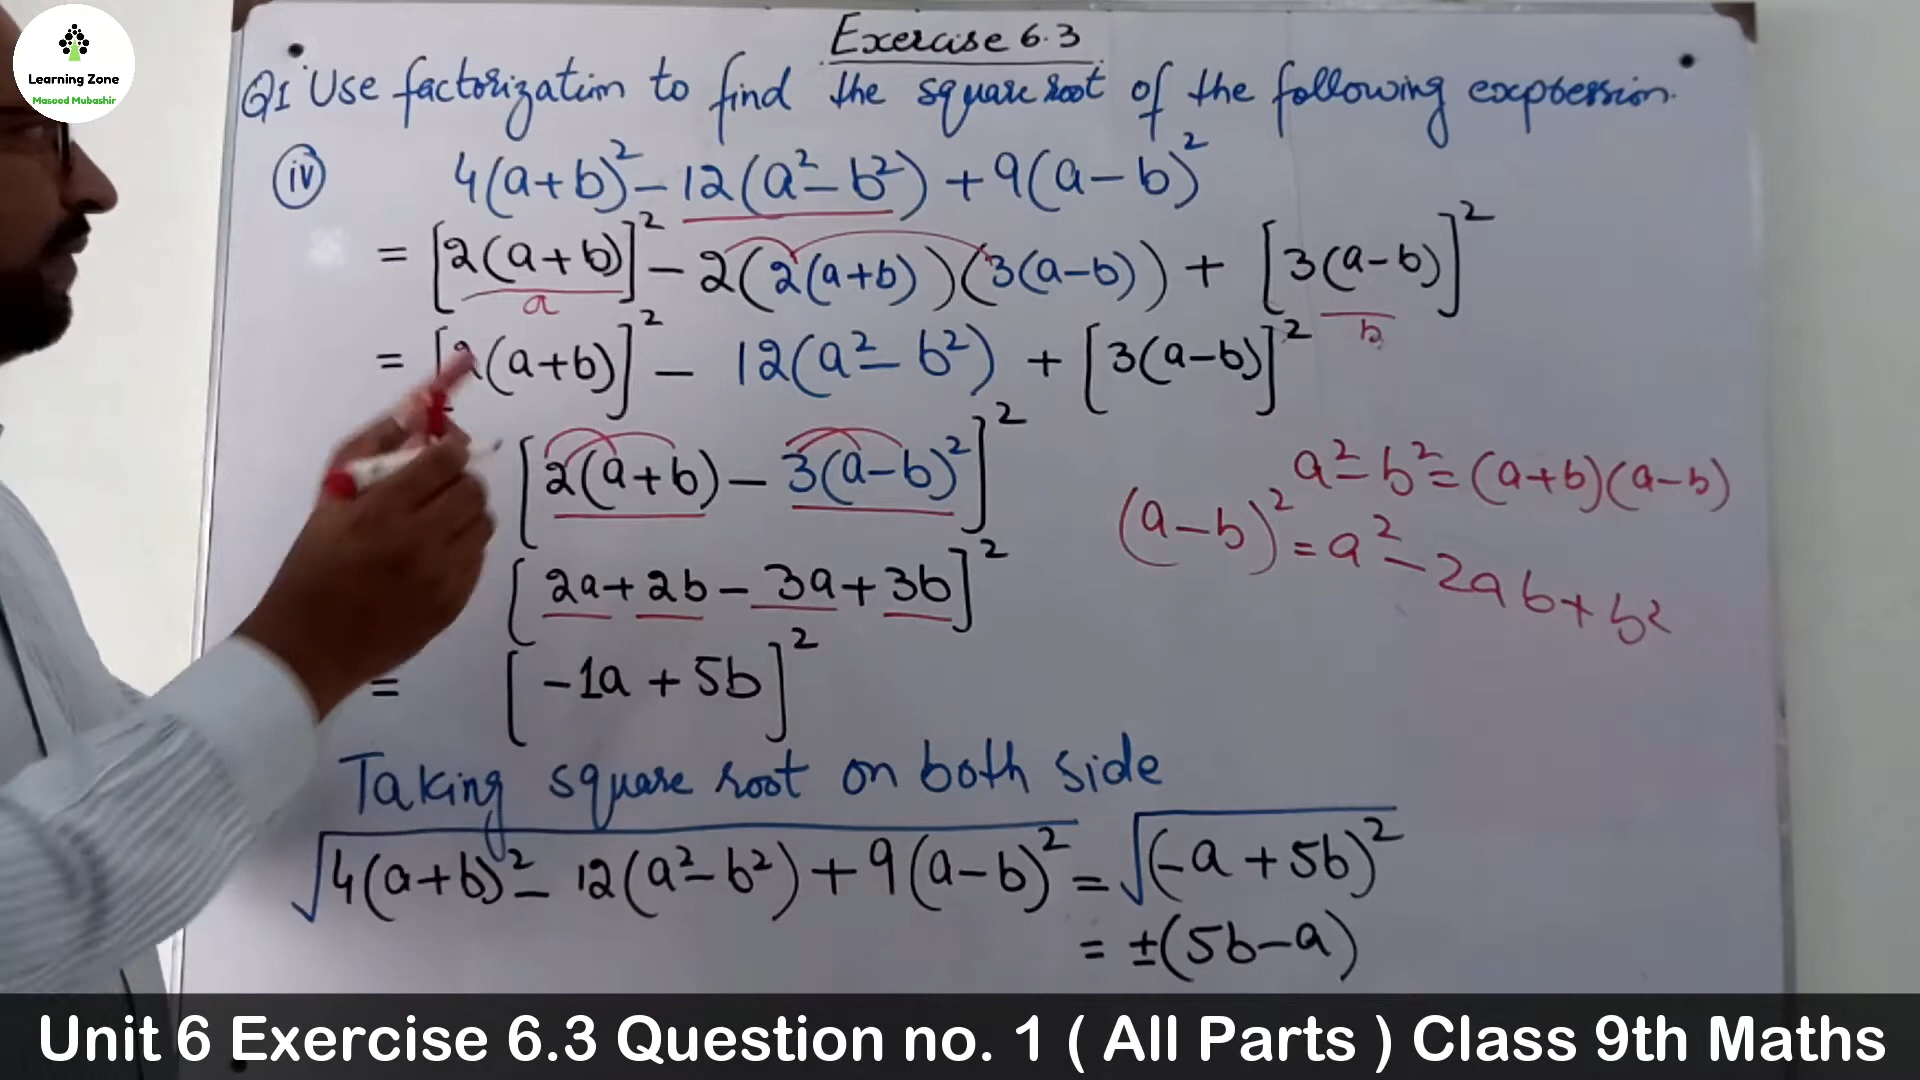 Learning Zone
Masood Mubashir
Exercise 6.3
Q1 Use factorization to find the square root of the following expression.
iv 4(a+b)² - 12(a² - b²) + 9(a - b)²
= [2(a+b)]² - 2(2(a+b))(3(a-b)) + [3(a-b)]²
a
b
= [2(a+b)]² - 12(a² - b²) + [3(a-b)]²
[2(a+b) - 3(a-b)²]²
a² - b² = (a+b)(a-b)
(a-b)² = a² - 2ab + b²
[2a + 2b - 3a + 3b]²
= [-1a + 5b]²
Taking square root on both side
√4(a+b)² - 12(a² - b²) + 9(a-b)² = √(-a + 5b)²
= ±(5b - a)
Unit 6 Exercise 6.3 Question no. 1 ( All Parts ) Class 9th Maths